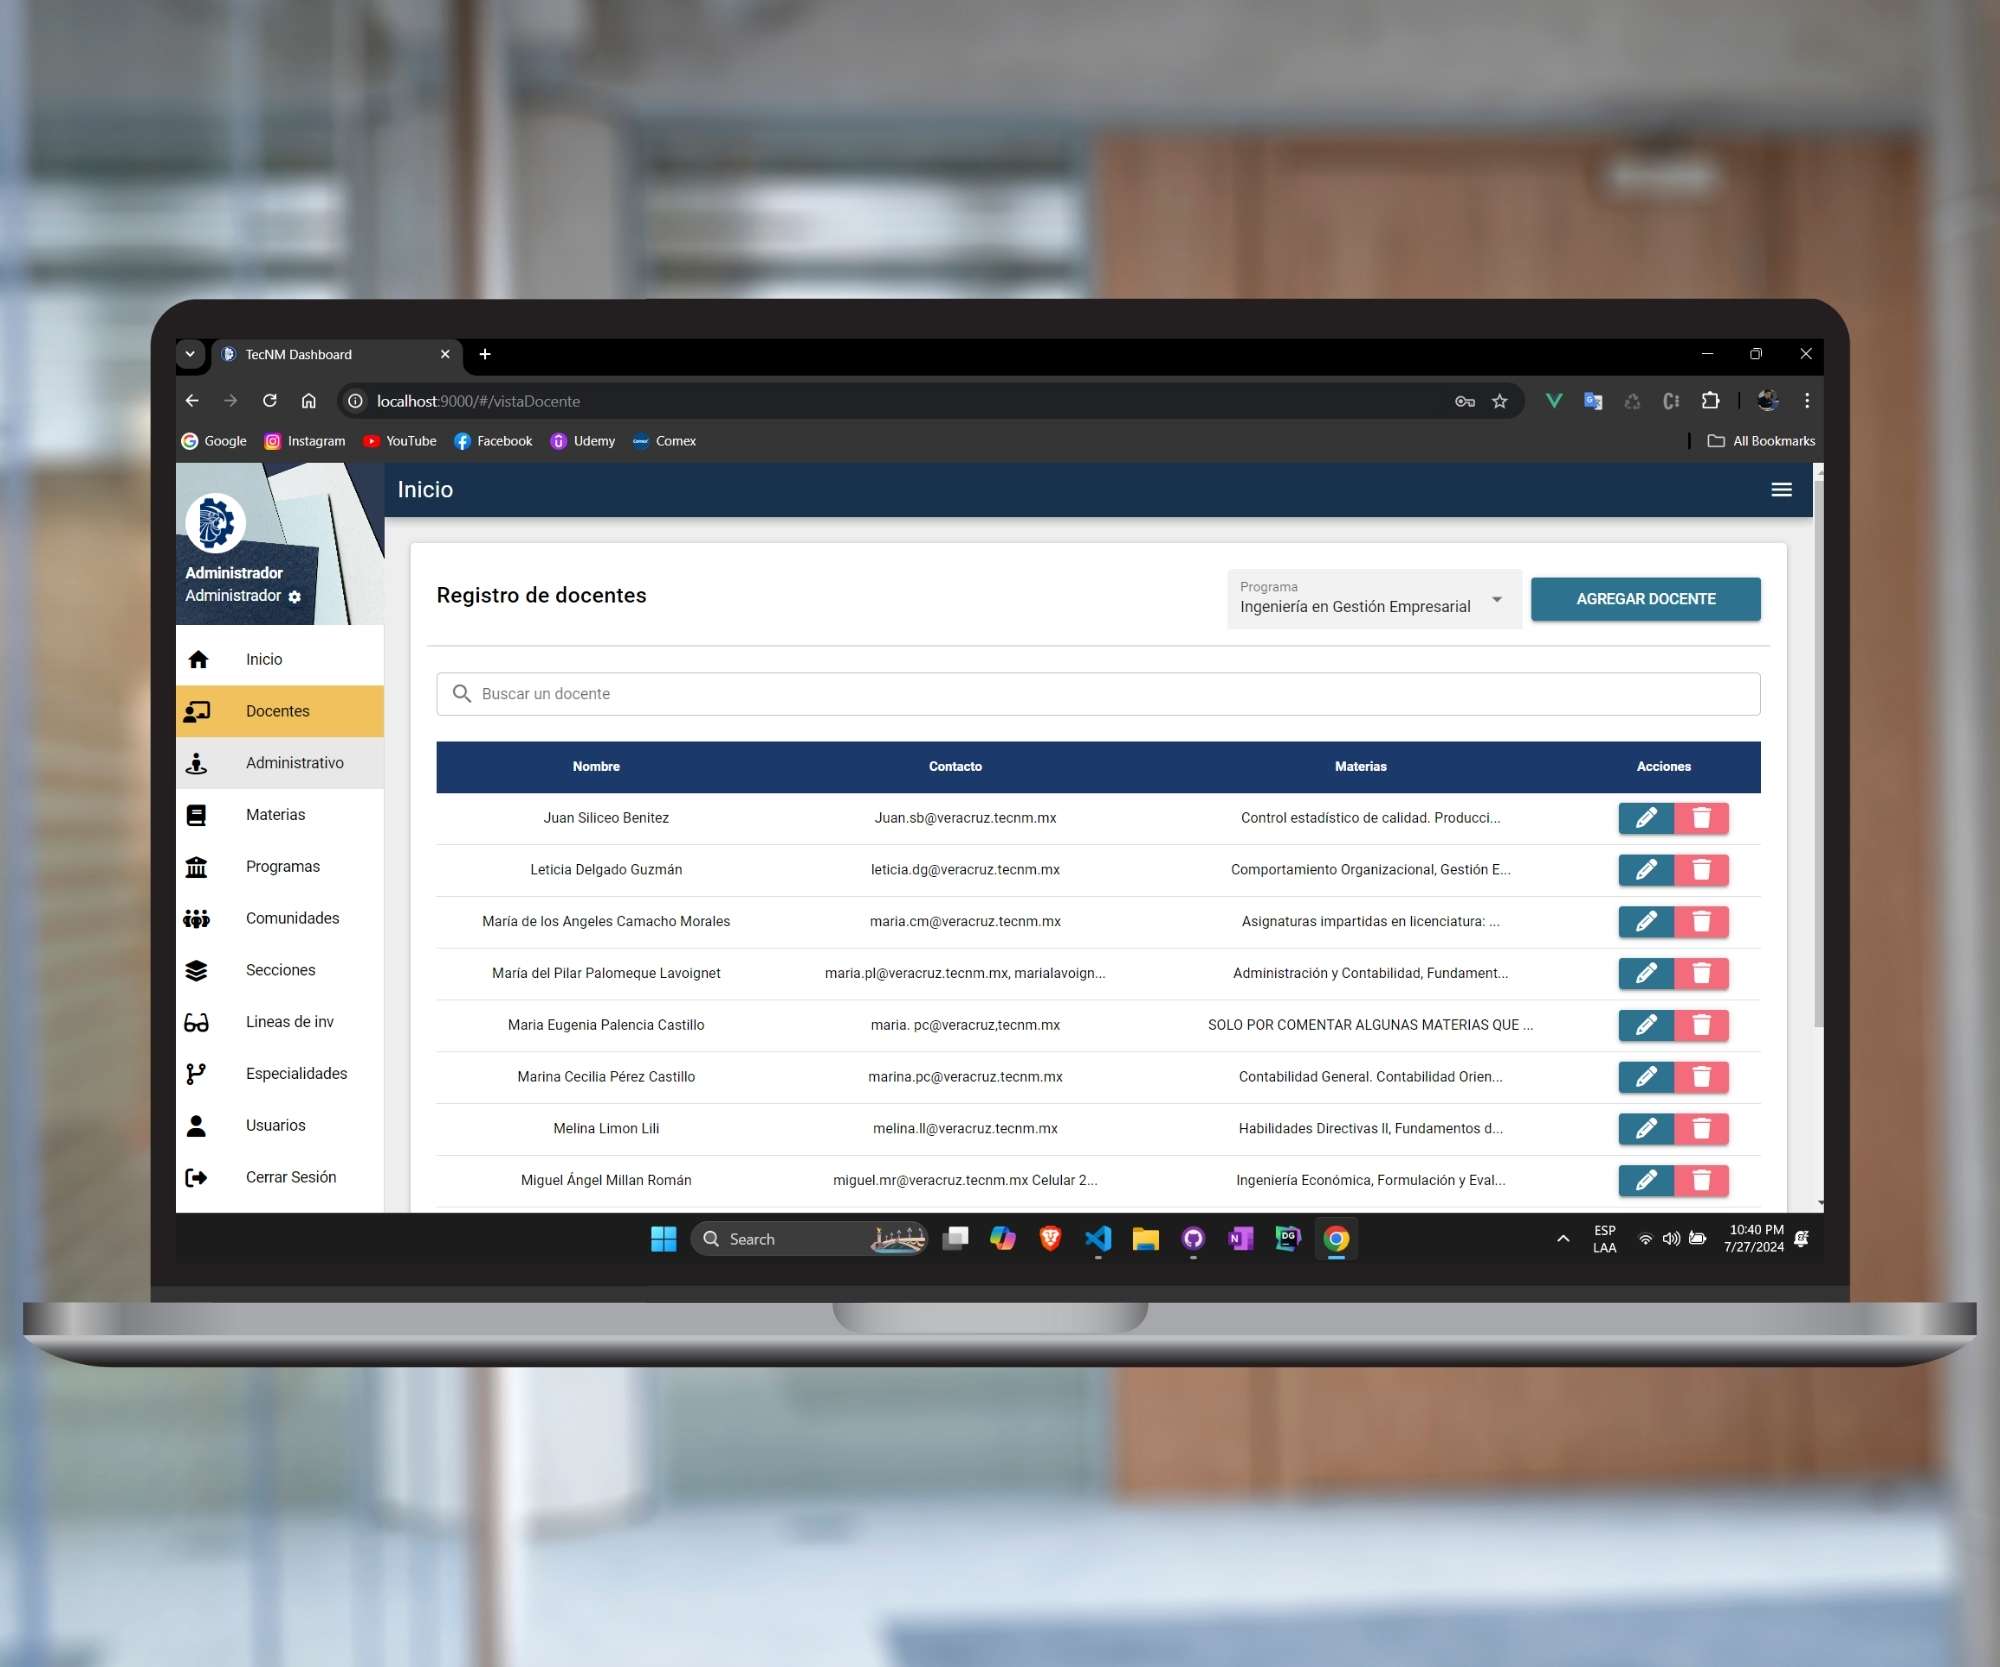 TecNM Dashboard
localhost:9000/#/vistaDocente
Google Instagram YouTube Facebook Udemy Comex All Bookmarks
Administrador
Administrador
Inicio
Docentes
Administrativo
Materias
Programas
Comunidades
Secciones
Lineas de inv
Especialidades
Usuarios
Cerrar Sesión
Inicio
Registro de docentes
Programa
Ingeniería en Gestión Empresarial
AGREGAR DOCENTE
Buscar un docente
Nombre Contacto Materias Acciones
Juan Siliceo Benitez Juan.sb@veracruz.tecnm.mx Control estadístico de calidad. Producci...
Leticia Delgado Guzmán leticia.dg@veracruz.tecnm.mx Comportamiento Organizacional, Gestión E...
María de los Angeles Camacho Morales maria.cm@veracruz.tecnm.mx Asignaturas impartidas en licenciatura: ...
María del Pilar Palomeque Lavoignet maria.pl@veracruz.tecnm.mx, marialavoign... Administración y Contabilidad, Fundament...
Maria Eugenia Palencia Castillo maria. pc@veracruz,tecnm.mx SOLO POR COMENTAR ALGUNAS MATERIAS QUE ...
Marina Cecilia Pérez Castillo marina.pc@veracruz.tecnm.mx Contabilidad General. Contabilidad Orien...
Melina Limon Lili melina.ll@veracruz.tecnm.mx Habilidades Directivas II, Fundamentos d...
Miguel Ángel Millan Román miguel.mr@veracruz.tecnm.mx Celular 2... Ingeniería Económica, Formulación y Eval...
Search
DG
N
ESP
LAA
10:40 PM
7/27/2024